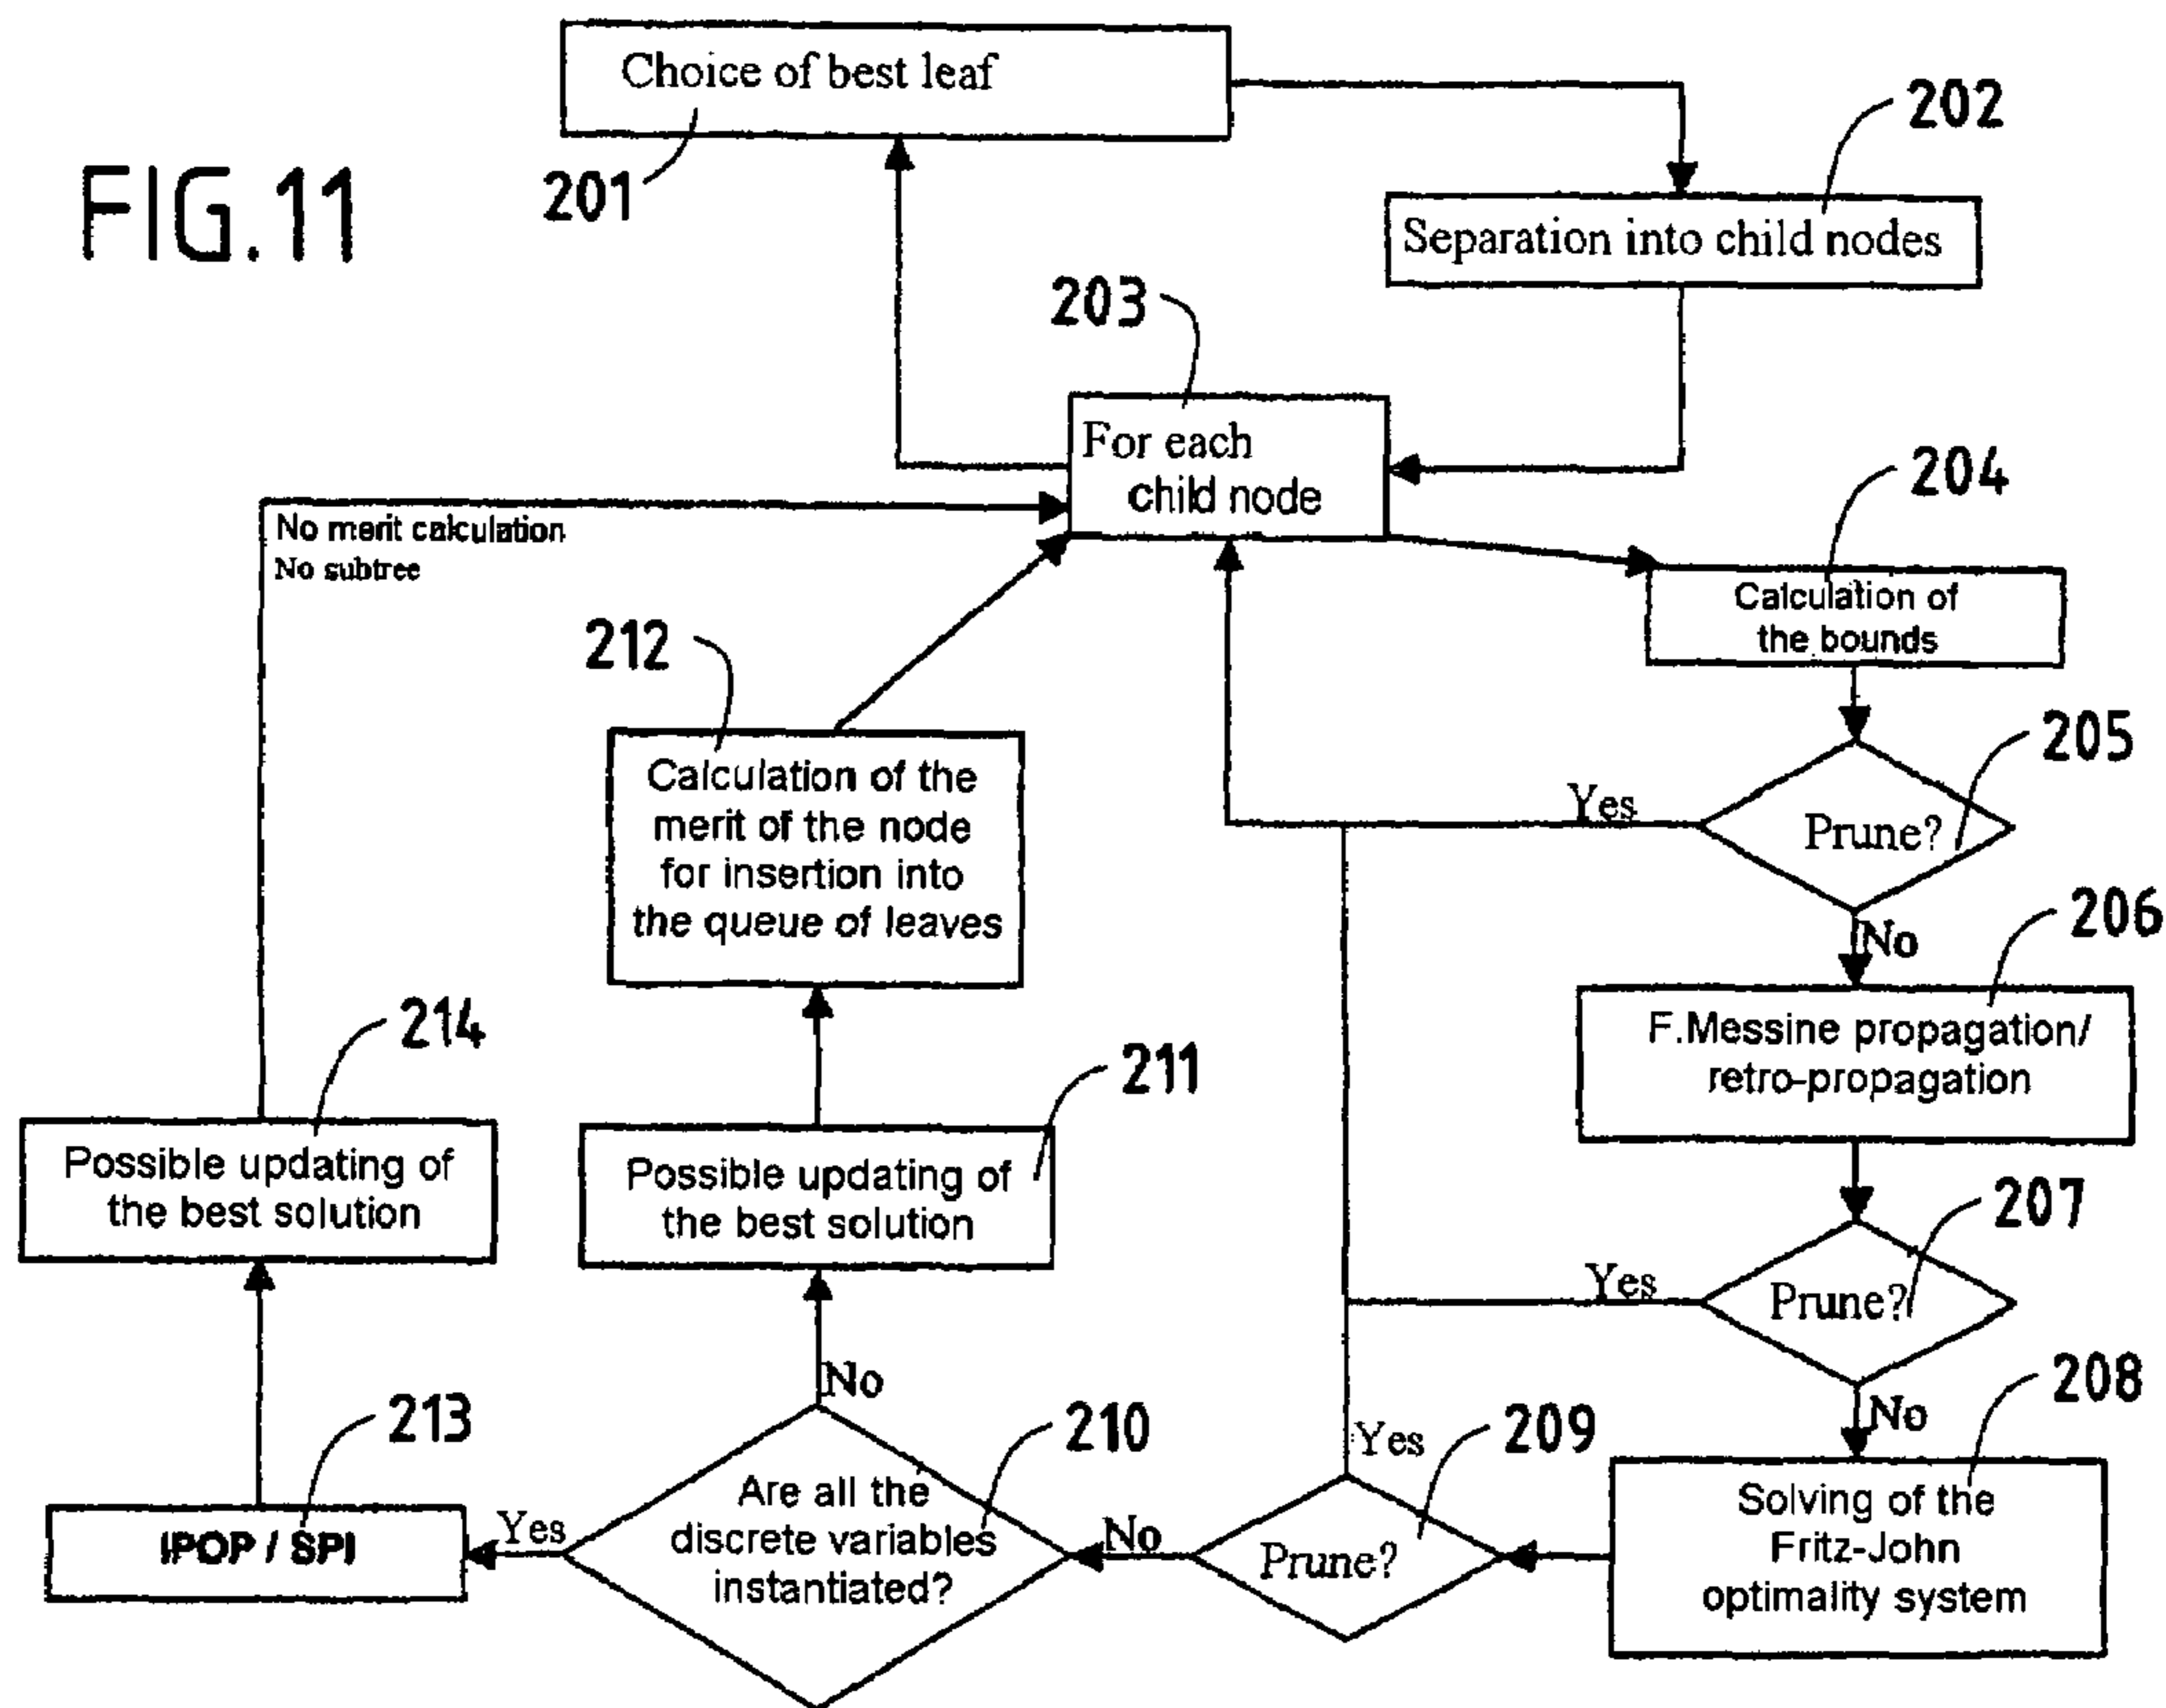 FIG.11
Choice of best leaf
201
202
Separation into child nodes
203
For each
child node
204
No merit calculation
No subtree
Calculation of
the bounds
212
205
Calculation of the
merit of the node
for insertion into
the queue of leaves
Yes
Prune?
206
No
214
F.Messine propagation/
retro-propagation
211
Possible updating of
the best solution
Possible updating of
the best solution
207
Yes
Prune?
208
No
No
213
210
Yes
209
Are all the
discrete variables
instantiated?
Solving of the
Fritz-John
optimality system
IPOP / SPI
Yes
No
Prune?